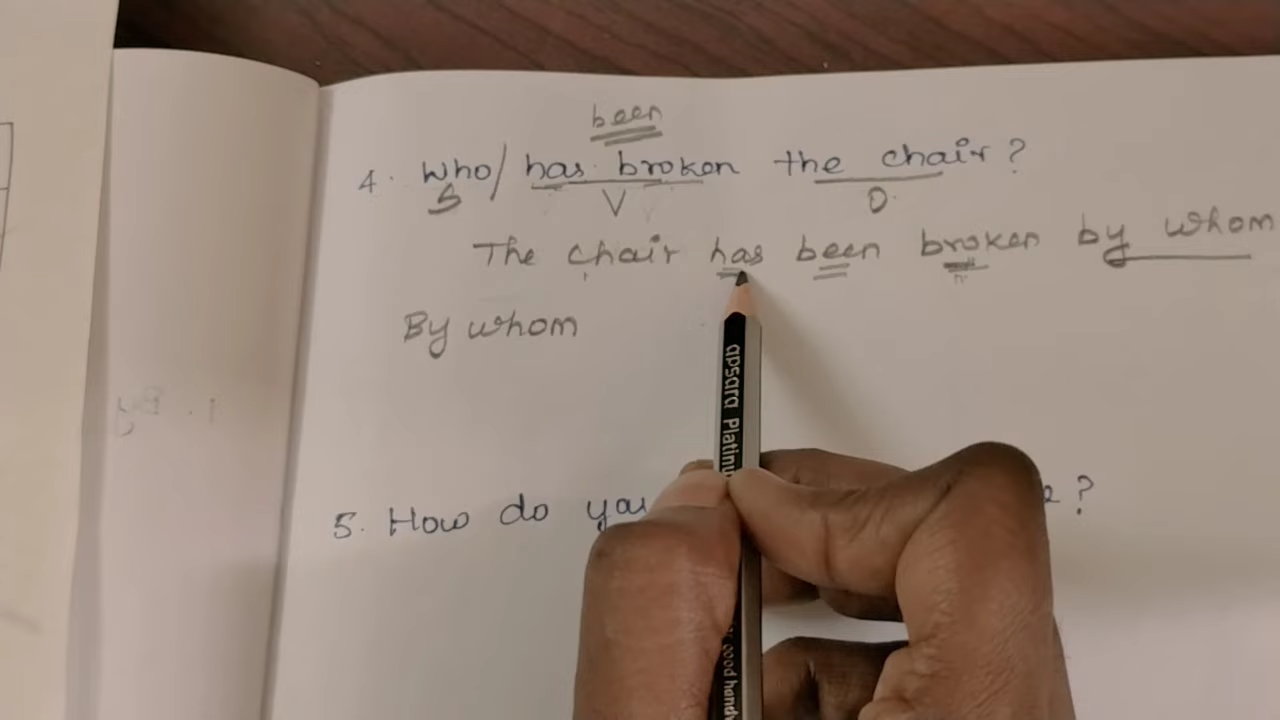 been
4. Who/ has broken the chair?
S V O
The chair has been broken by whom
By whom
5. How do you ?
apsara Platinu